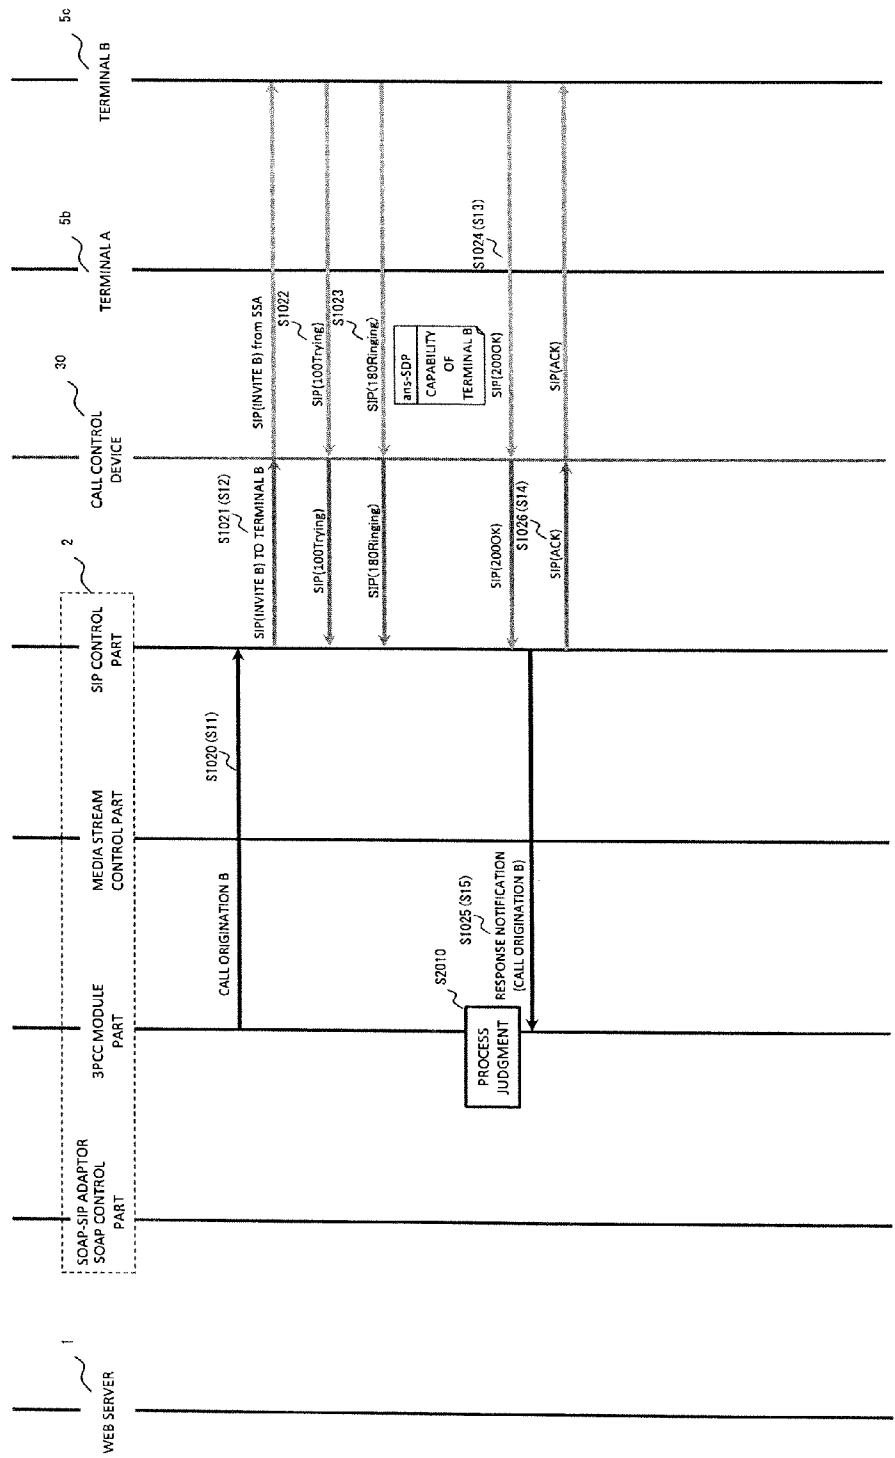 1
WEB SERVER
2
SOAP-SIP ADAPTOR
SOAP CONTROL
PART
3PCC MODULE
PART
MEDIA STREAM
CONTROL PART
SIP CONTROL
PART
30
CALL CONTROL
DEVICE
5b
TERMINAL A
5c
TERMINAL B
S1020 (S11)
CALL ORIGINATION B
S1021 (S12)
SIP(INVITE B) TO TERMINAL B
SIP(INVITE B) from SSA
S1022
SIP(100Trying)
SIP(100Trying)
S1023
SIP(180Ringing)
SIP(180Ringing)
ans-SDP
CAPABILITY
OF
TERMINAL B
S1024 (S13)
SIP(200OK)
SIP(200OK)
S2010
PROCESS
JUDGMENT
S1025 (S15)
RESPONSE NOTIFICATION
(CALL ORIGINATION B)
S1026 (S14)
SIP(ACK)
SIP(ACK)